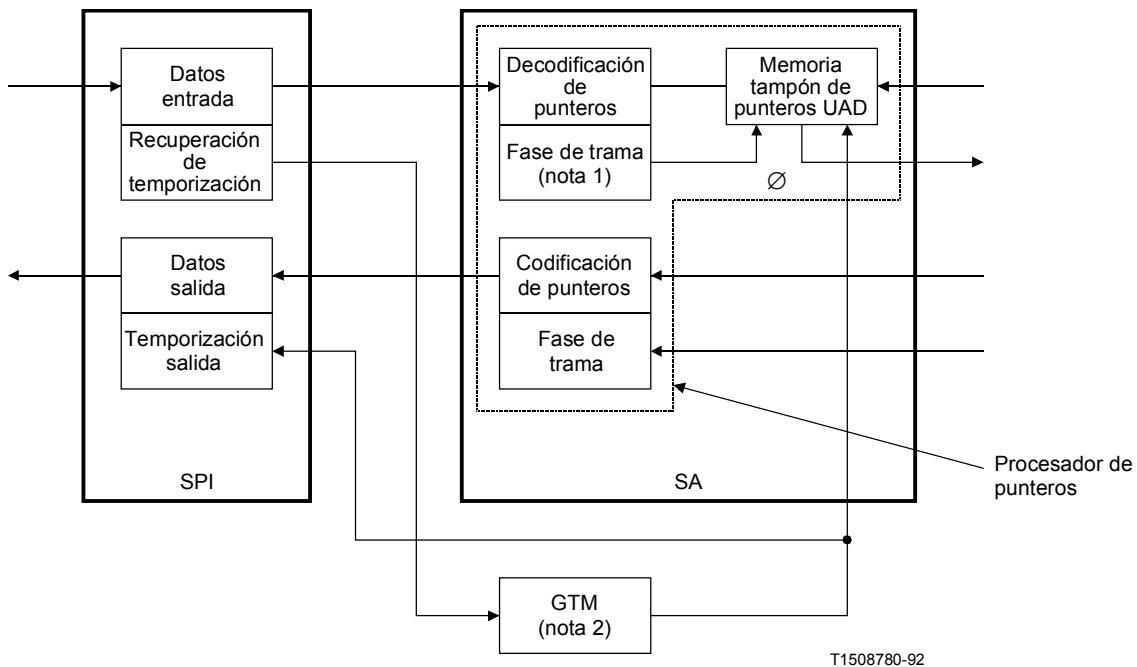 Datos
entrada
Recuperación
de
temporización
Datos
salida
Temporización
salida
SPI
Decodificación
de
punteros
Fase de trama
(nota 1)
Memoria
tampón de
punteros UAD
∅
Codificación
de punteros
Fase de
trama
SA
Procesador de
punteros
GTM
(nota 2)
T1508780-92